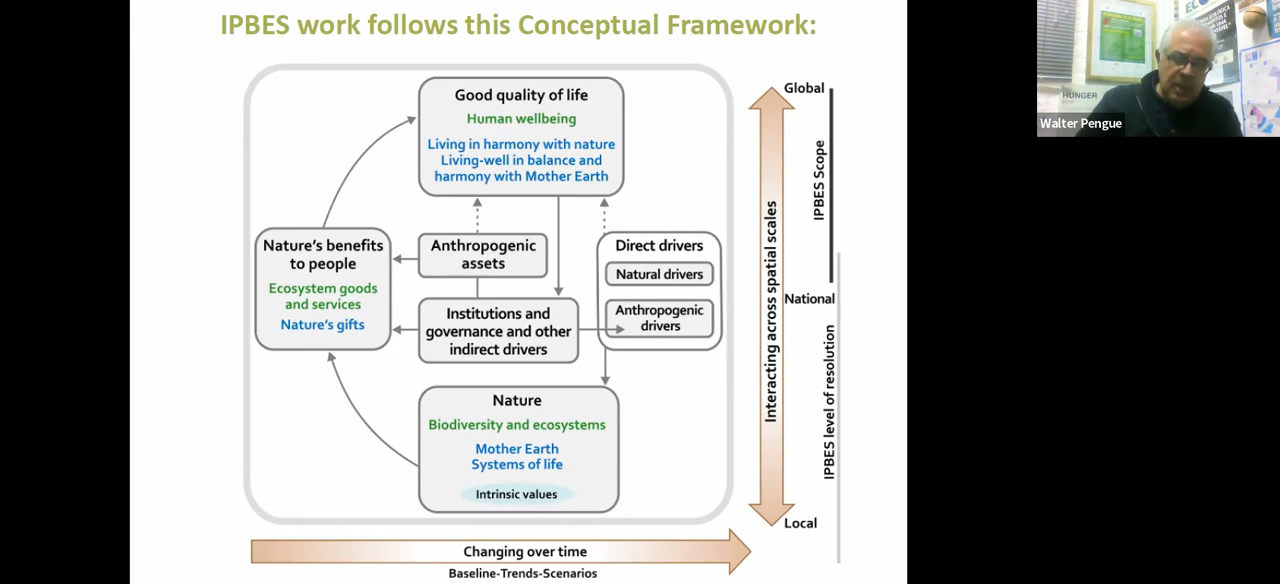 IPBES work follows this Conceptual Framework:
Good quality of life
Human wellbeing
Living in harmony with nature
Living-well in balance and
harmony with Mother Earth
Nature's benefits
to people
Ecosystem goods
and services
Nature's gifts
Anthropogenic
assets
Institutions and
governance and other
indirect drivers
Direct drivers
Natural drivers
Anthropogenic
drivers
Nature
Biodiversity and ecosystems
Mother Earth
Systems of life
Intrinsic values
Changing over time
Baseline-Trends-Scenarios
Interacting across spatial scales
Global
National
Local
IPBES Scope
IPBES level of resolution
HUNGER
Walter Pengue